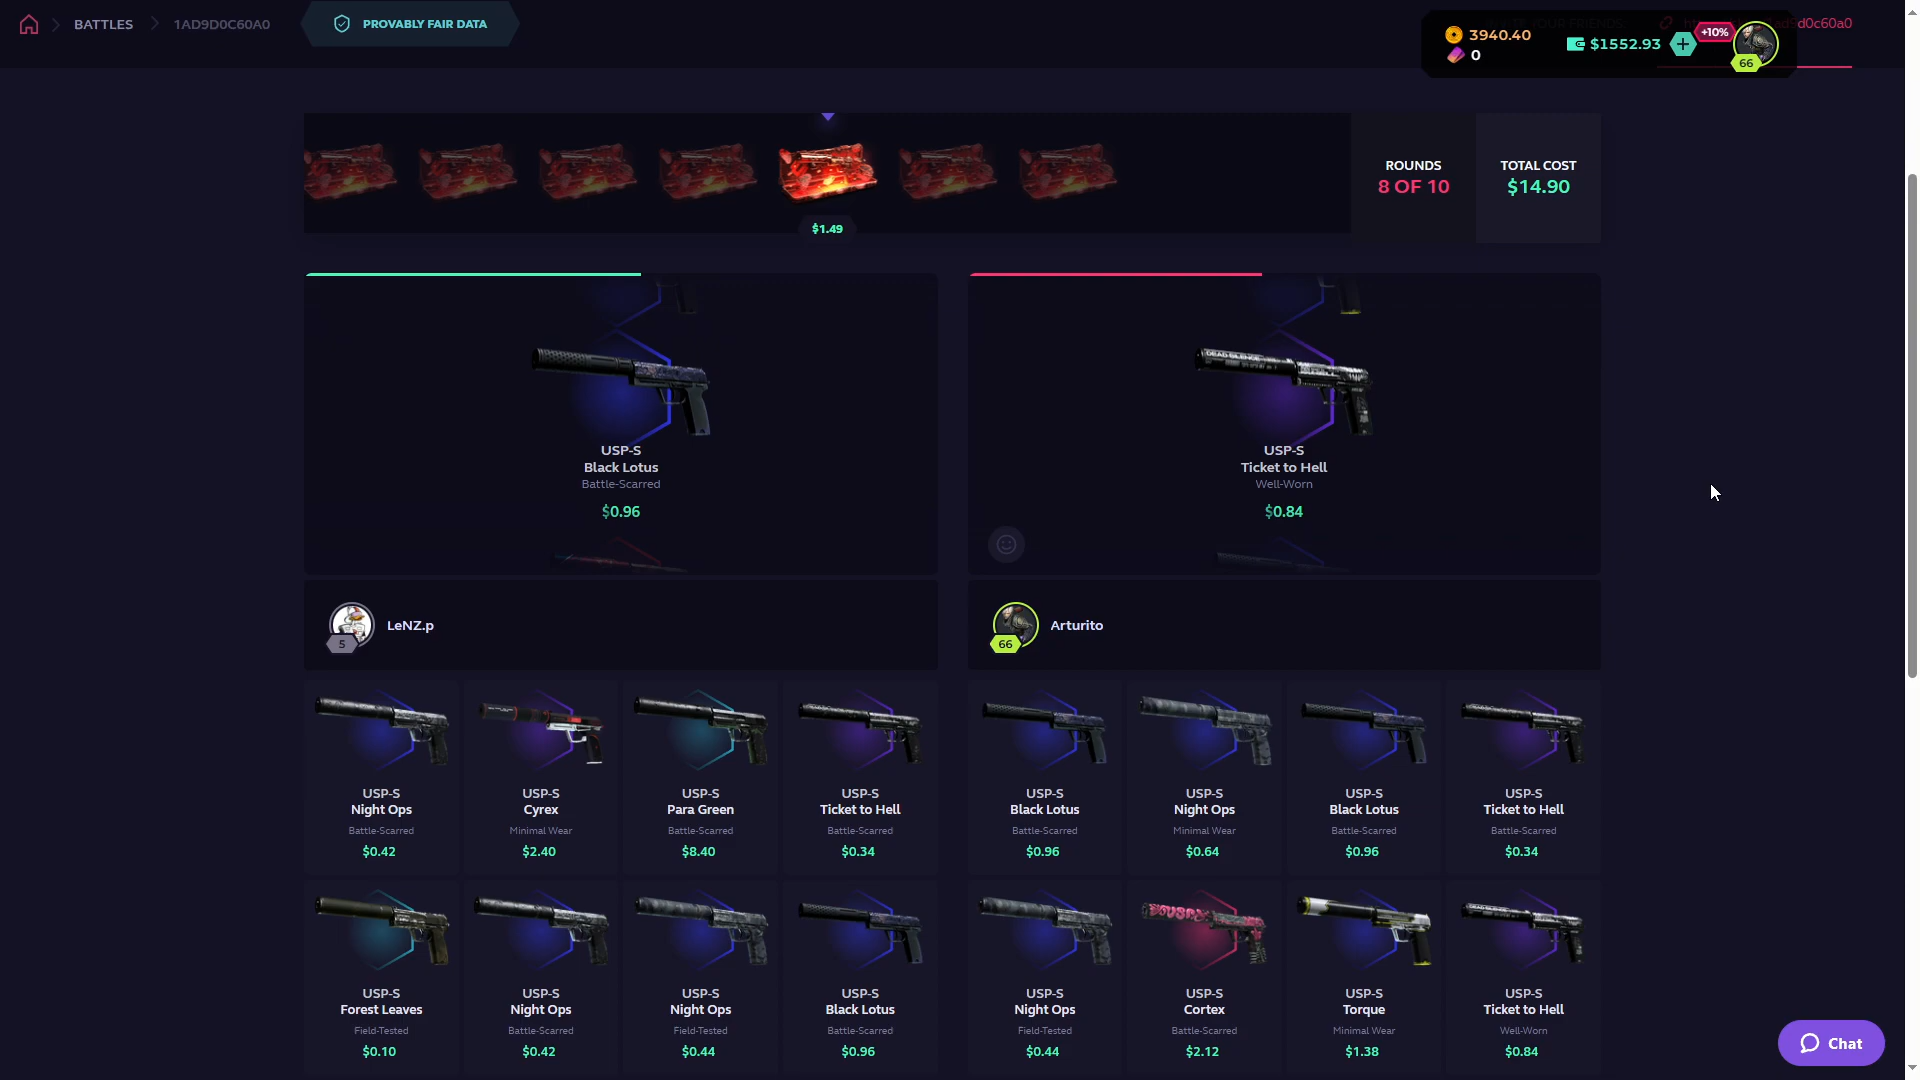 BATTLES
1AD9D0C60A0
PROVABLY FAIR DATA
3940.40
0
$1552.93
+10%
66
d0c60a0
ROUNDS
8 OF 10
TOTAL COST
$14.90
$1.49
USP-S
Black Lotus
Battle-Scarred
$0.96
DEAD SILENCE
USP-S
Ticket to Hell
Well-Worn
$0.84
5
LeNZ.p
66
Arturito
USP-S
Night Ops
Battle-Scarred
$0.42
USP-S
Cyrex
Minimal Wear
$2.40
USP-S
Para Green
Battle-Scarred
$8.40
USP-S
Ticket to Hell
Battle-Scarred
$0.34
USP-S
Black Lotus
Battle-Scarred
$0.96
USP-S
Night Ops
Minimal Wear
$0.64
USP-S
Black Lotus
Battle-Scarred
$0.96
USP-S
Ticket to Hell
Battle-Scarred
$0.34
USP-S
Forest Leaves
Field-Tested
$0.10
USP-S
Night Ops
Battle-Scarred
$0.42
USP-S
Night Ops
Field-Tested
$0.44
USP-S
Black Lotus
Battle-Scarred
$0.96
USP-S
Night Ops
Field-Tested
$0.44
USP-S
Cortex
Battle-Scarred
$2.12
USP-S
Torque
Minimal Wear
$1.38
USP-S
Ticket to Hell
Well-Worn
$0.84
Chat